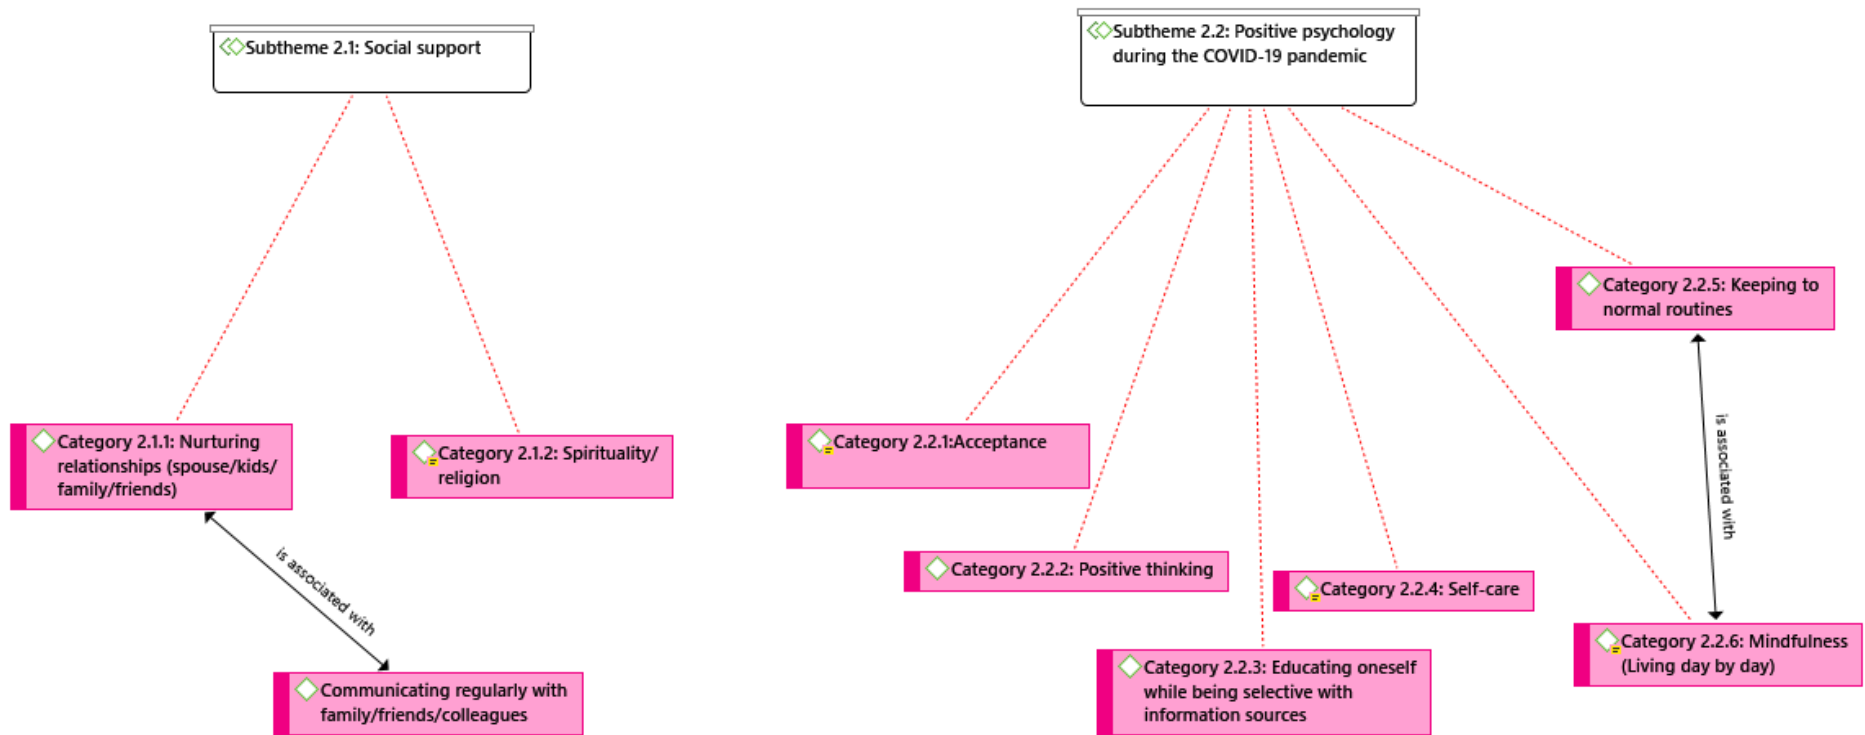 Subtheme 2.1: Social support
Subtheme 2.2: Positive psychology
during the COVID-19 pandemic
Category 2.2.5: Keeping to
normal routines
is associated with
Category 2.1.1: Nurturing
relationships (spouse/kids/
family/friends)
Category 2.1.2: Spirituality/
religion
Category 2.2.1:Acceptance
is associated with
Category 2.2.2: Positive thinking
Category 2.2.4: Self-care
Category 2.2.6: Mindfulness
(Living day by day)
Communicating regularly with
family/friends/colleagues
Category 2.2.3: Educating oneself
while being selective with
information sources